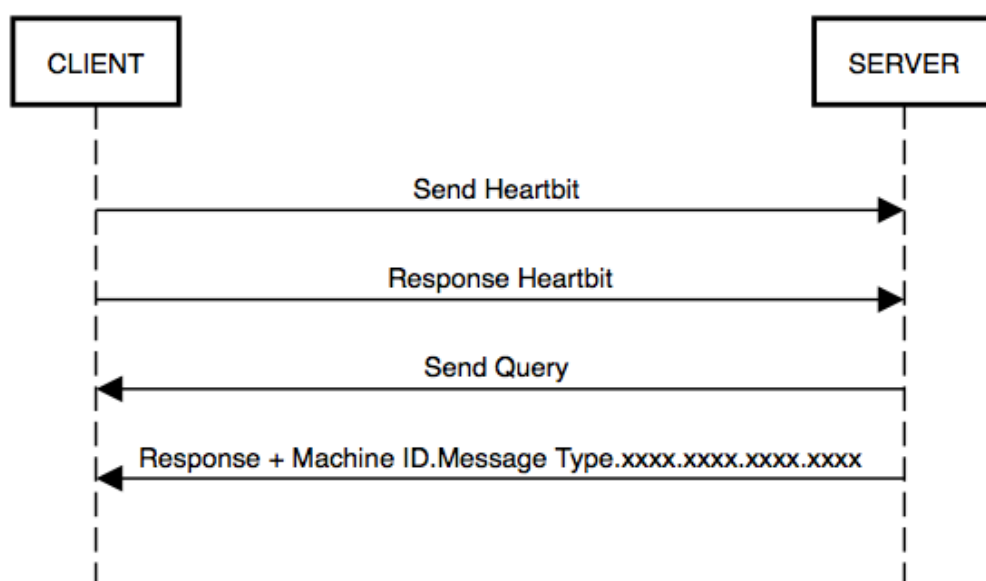 CLIENT
SERVER
Send Heartbit
Response Heartbit
Send Query
Response + Machine ID.Message Type.xxxx.xxxx.xxxx.xxxx